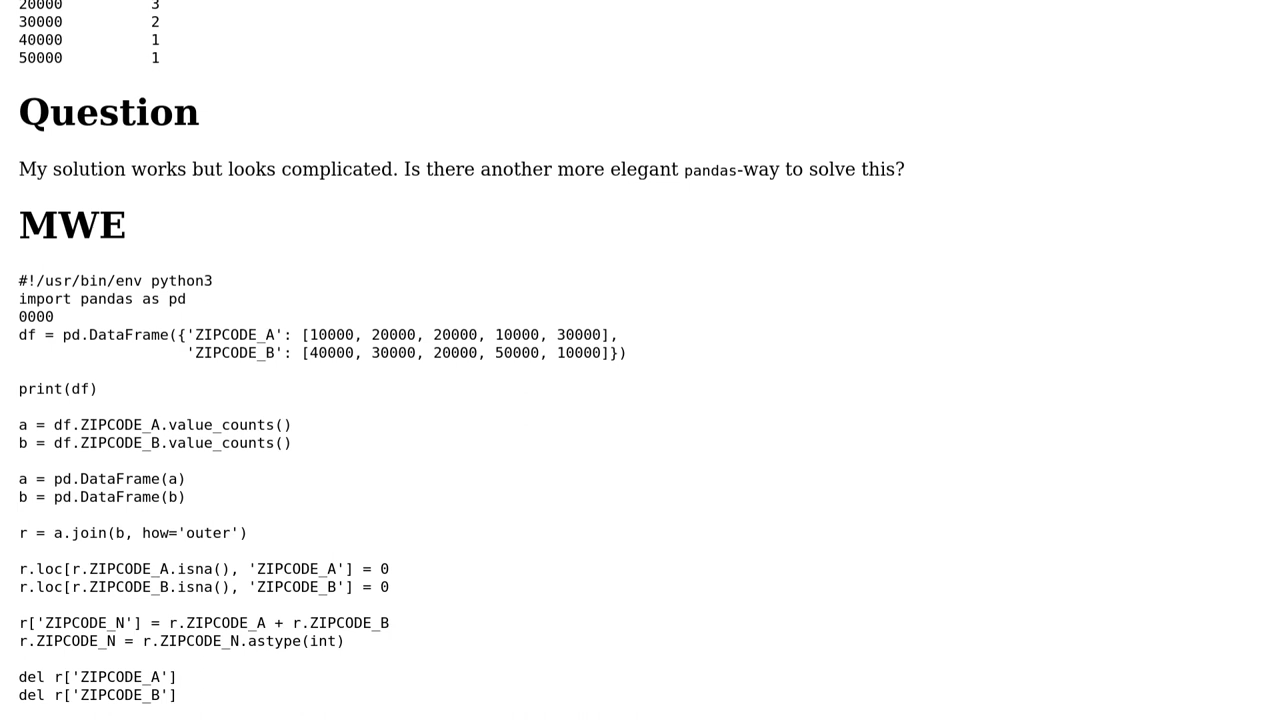 20000          3
30000          2
40000          1
50000          1
Question
My solution works but looks complicated. Is there another more elegant pandas-way to solve this?
MWE
#!/usr/bin/env python3
import pandas as pd
0000
df = pd.DataFrame({'ZIPCODE_A': [10000, 20000, 20000, 10000, 30000],
                   'ZIPCODE_B': [40000, 30000, 20000, 50000, 10000]})
print(df)
a = df.ZIPCODE_A.value_counts()
b = df.ZIPCODE_B.value_counts()
a = pd.DataFrame(a)
b = pd.DataFrame(b)
r = a.join(b, how='outer')
r.loc[r.ZIPCODE_A.isna(), 'ZIPCODE_A'] = 0
r.loc[r.ZIPCODE_B.isna(), 'ZIPCODE_B'] = 0
r['ZIPCODE_N'] = r.ZIPCODE_A + r.ZIPCODE_B
r.ZIPCODE_N = r.ZIPCODE_N.astype(int)
del r['ZIPCODE_A']
del r['ZIPCODE_B']